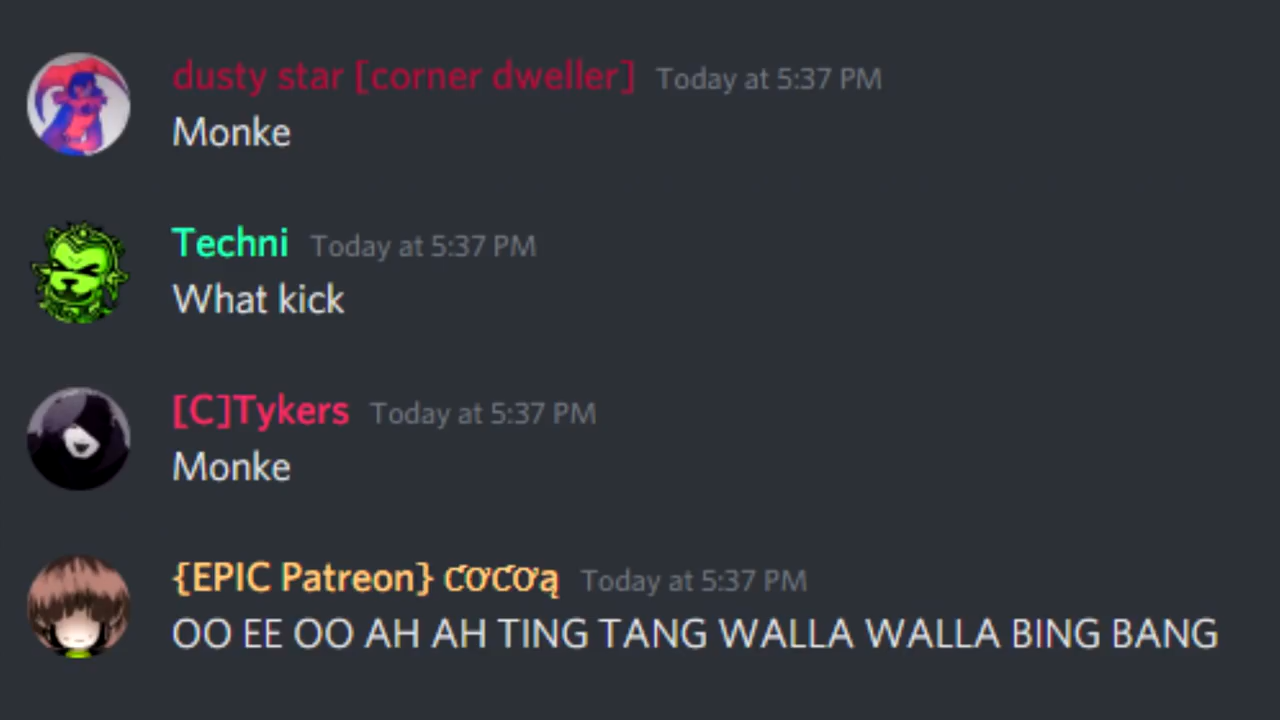 dusty star [corner dweller] Today at 5:37 PM
Monke
Techni Today at 5:37 PM
What kick
[C]Tykers Today at 5:37 PM
Monke
{EPIC Patreon} ƈơƈơą Today at 5:37 PM
OO EE OO AH AH TING TANG WALLA WALLA BING BANG